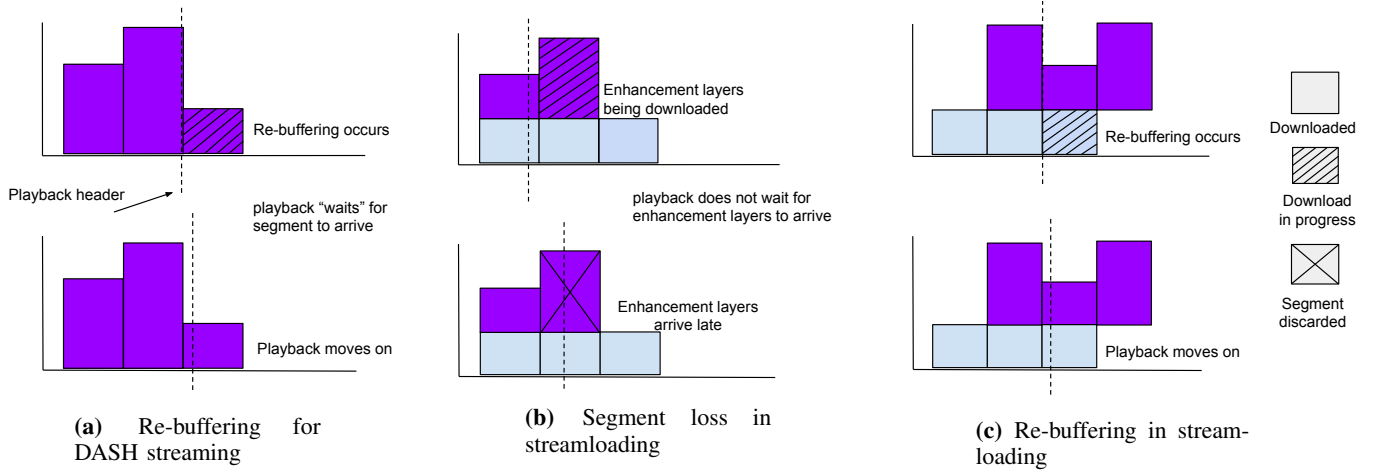 Re-buffering occurs
Playback header
playback “waits” for
segment to arrive
Playback moves on
(a) Re-buffering for
DASH streaming
Enhancement layers
being downloaded
playback does not wait for
enhancement layers to arrive
Enhancement layers
arrive late
(b) Segment loss in
streamloading
Re-buffering occurs
Playback moves on
(c) Re-buffering in stream-
loading
Downloaded
Download
in progress
Segment
discarded